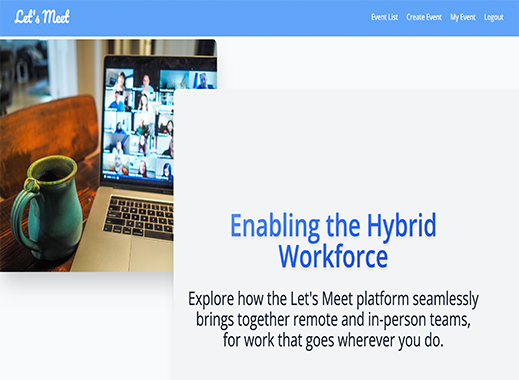 Let's Meet
Event List Create Event My Event Logout
Enabling the Hybrid
Workforce
Explore how the Let's Meet platform seamlessly
brings together remote and in-person teams,
for work that goes wherever you do.